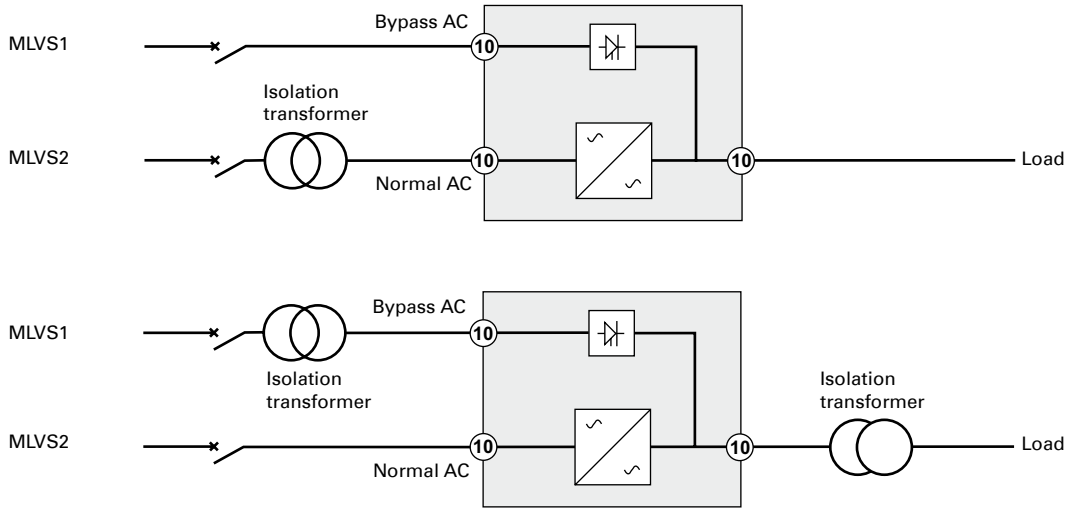 Bypass AC
MLVS1
10
Isolation
transformer
MLVS2
10
10
Load
Normal AC
Bypass AC
MLVS1
10
Isolation
transformer
Isolation
transformer
MLVS2
10
10
Load
Normal AC